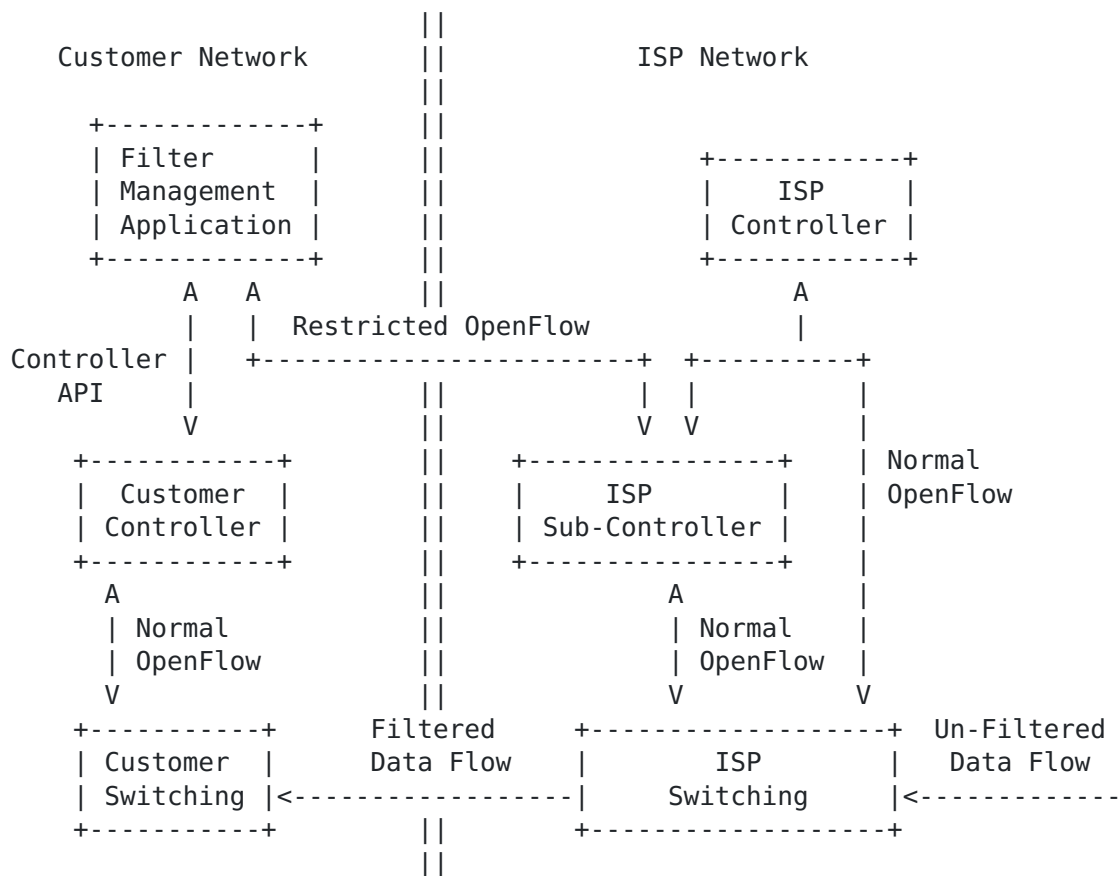 Customer Network
ISP Network
Filter
Management
Application
ISP
Controller
A A
A
Restricted OpenFlow
Controller
API
V
V V
Customer
Controller
ISP
Sub-Controller
Normal
OpenFlow
A
A
Normal
OpenFlow
Normal
OpenFlow
V
V V
Customer
Switching
Filtered
Data Flow
ISP
Switching
Un-Filtered
Data Flow